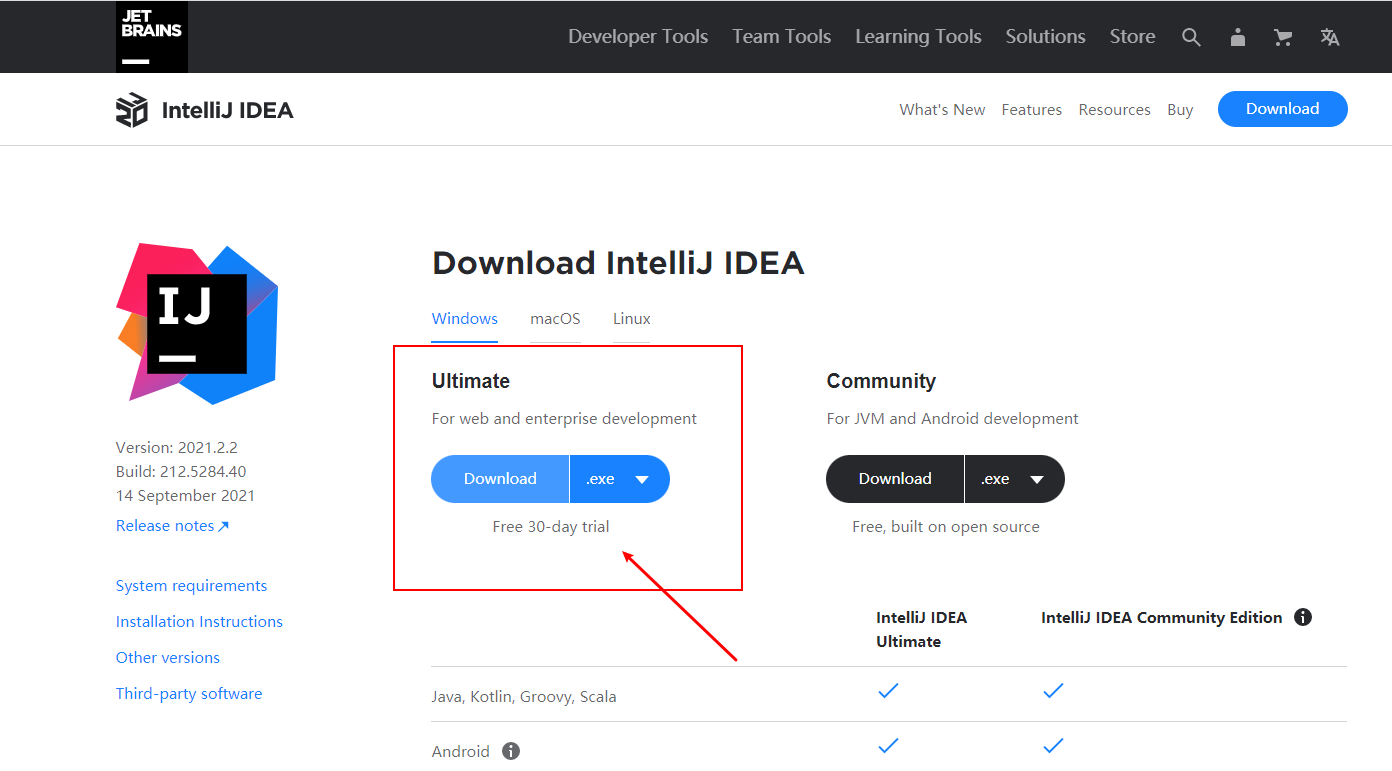 JET
BRAINS
Developer Tools Team Tools Learning Tools Solutions Store
IntelliJ IDEA
What's New Features Resources Buy Download
IJ
Download IntelliJ IDEA
Windows macOS Linux
Ultimate
For web and enterprise development
Download .exe
Free 30-day trial
Community
For JVM and Android development
Download .exe
Free, built on open source
Version: 2021.2.2
Build: 212.5284.40
14 September 2021
Release notes
System requirements
Installation Instructions
Other versions
Third-party software
IntelliJ IDEA
Ultimate
IntelliJ IDEA Community Edition
Java, Kotlin, Groovy, Scala
Android